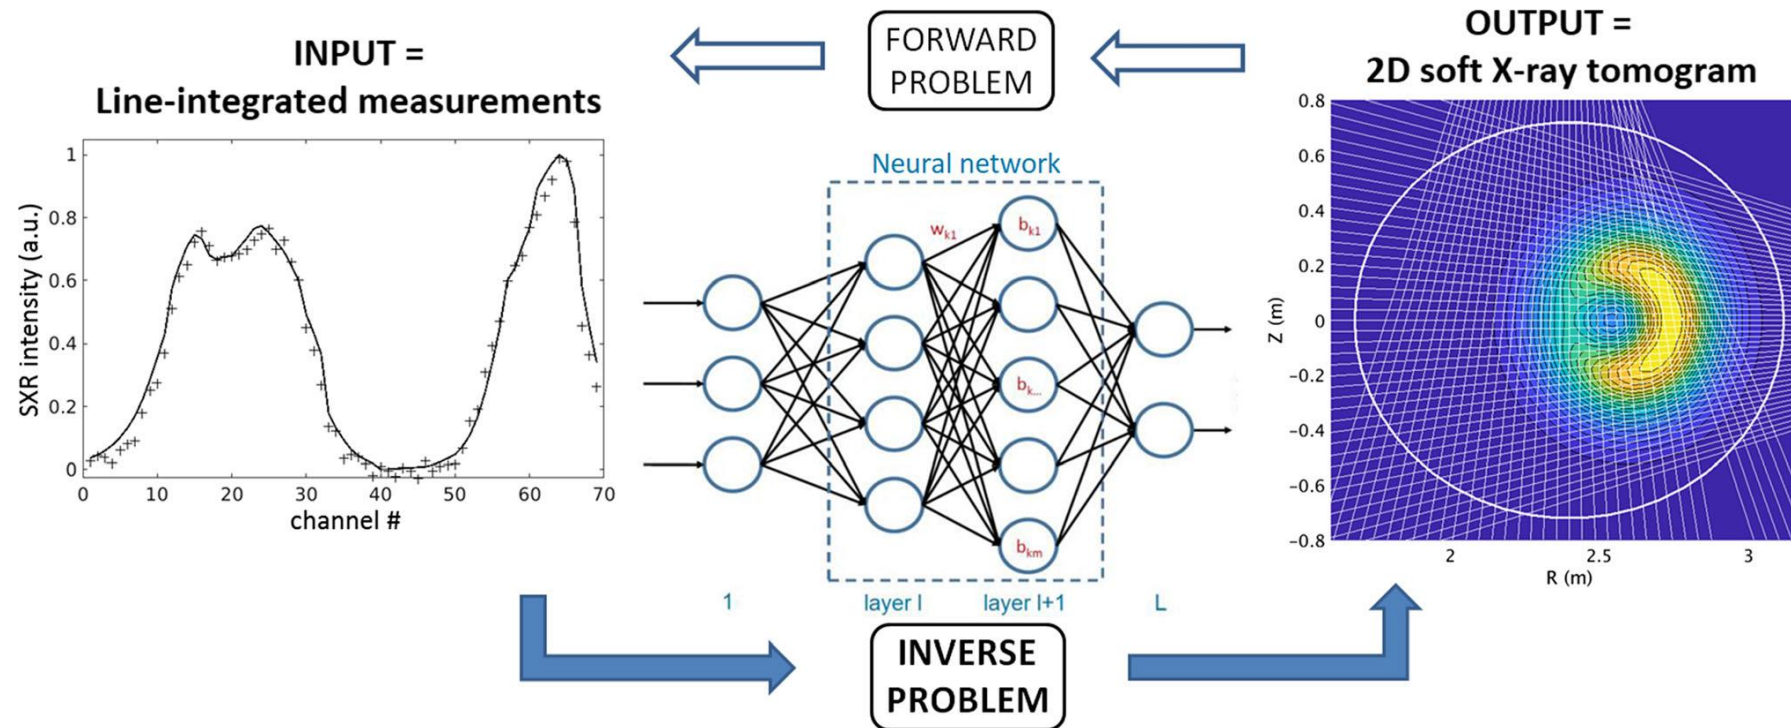 INPUT =
Line-integrated measurements
FORWARD
PROBLEM
OUTPUT =
2D soft X-ray tomogram
SXR intensity (a.u.)
1
0.8
0.6
0.4
0.2
0
0 10 20 30 40 50 60 70
channel #
Neural network
w_k1
b_k1
b_k...
b_km
1 layer l layer l+1 L
INVERSE
PROBLEM
Z (m)
0.8
0.6
0.4
0.2
0
−0.2
−0.4
−0.6
−0.8
2 2.5 3
R (m)